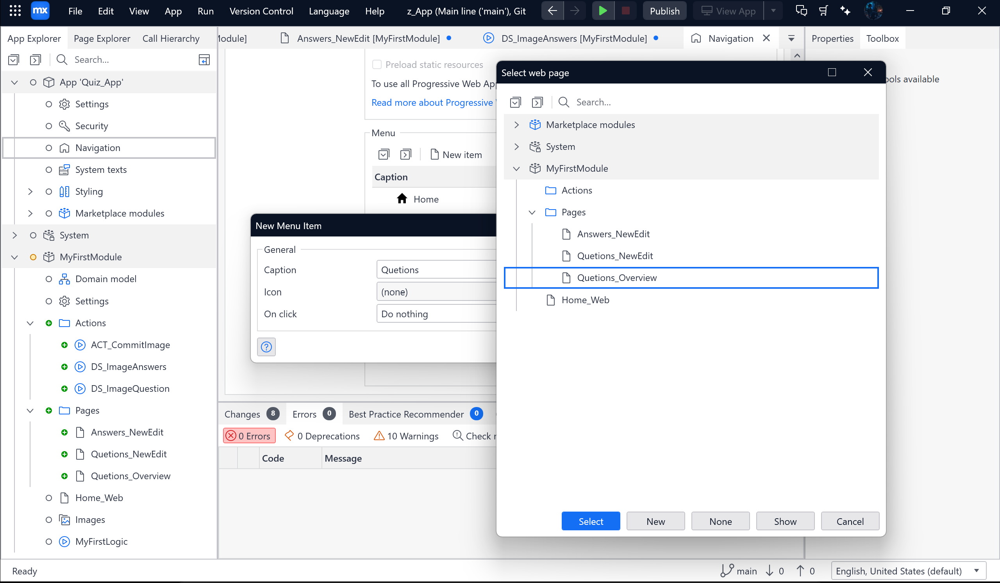 mx File Edit View App Run Version Control Language Help z_App (Main line ('main'), Git Publish View App
App Explorer Page Explorer Call Hierarchy
Module] Answers_NewEdit [MyFirstModule] DS_ImageAnswers [MyFirstModule] Navigation
Properties Toolbox
Search...
App 'Quiz_App'
Settings
Security
Navigation
System texts
Styling
Marketplace modules
System
MyFirstModule
Domain model
Settings
Actions
ACT_CommitImage
DS_ImageAnswers
DS_ImageQuestion
Pages
Answers_NewEdit
Quetions_NewEdit
Quetions_Overview
Home_Web
Images
MyFirstLogic
Preload static resources
To use all Progressive Web App
Read more about Progressive
Menu
New item
Caption
Home
New Menu Item
General
Caption Quetions
Icon (none)
On click Do nothing
?
Changes 8 Errors 0 Best Practice Recommender 0
0 Errors 0 Deprecations 10 Warnings Check
Code Message
Select web page
ools available
Search...
Marketplace modules
System
MyFirstModule
Actions
Pages
Answers_NewEdit
Quetions_NewEdit
Quetions_Overview
Home_Web
Select New None Show Cancel
Ready main 0 0 English, United States (default)